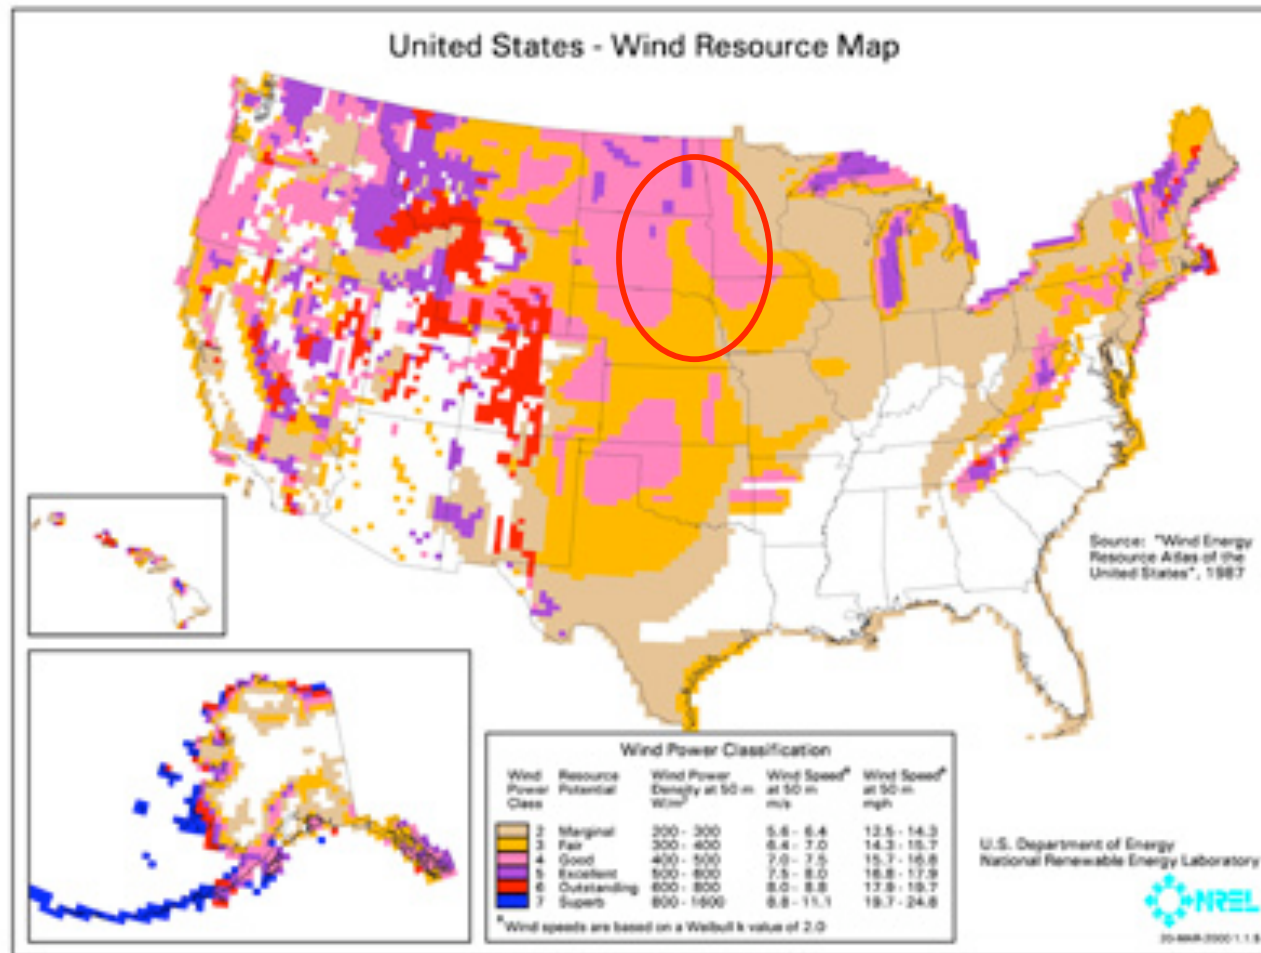 United States - Wind Resource Map
Source: "Wind Energy
Resource Atlas of the
United States", 1987
Wind Power Classification
Wind Power Class Resource Potential Wind Power Density at 50 m W/m² Wind Speedª at 50 m m/s Wind Speedª at 50 m mph
2 Marginal 200 - 300 5.6 - 6.4 12.5 - 14.3
3 Fair 300 - 400 6.4 - 7.0 14.3 - 15.7
4 Good 400 - 500 7.0 - 7.5 15.7 - 16.8
5 Excellent 500 - 600 7.5 - 8.0 16.8 - 17.9
6 Outstanding 600 - 800 8.0 - 8.8 17.9 - 19.7
7 Superb 800 - 1600 8.8 - 11.1 19.7 - 24.8
ªWind speeds are based on a Weibull k value of 2.0
U.S. Department of Energy
National Renewable Energy Laboratory
NREL